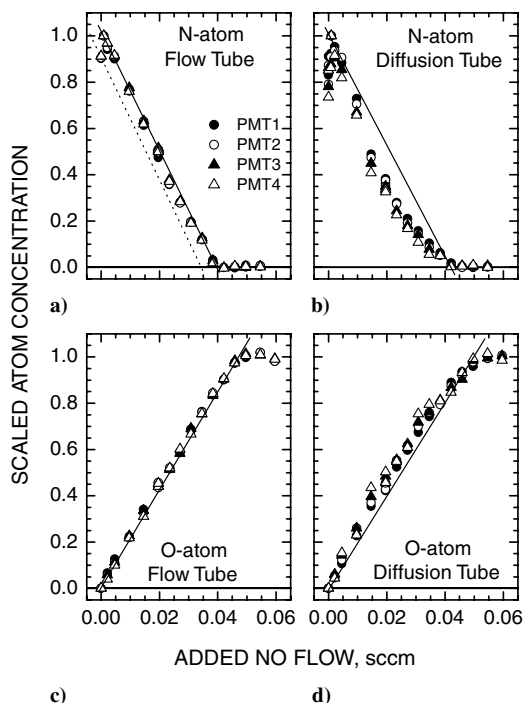 N-atom
Flow Tube
N-atom
Diffusion Tube
PMT1
PMT2
PMT3
PMT4
1.0
0.8
0.6
0.4
0.2
0.0
a)
b)
SCALED ATOM CONCENTRATION
1.0
0.8
0.6
0.4
0.2
0.0
O-atom
Flow Tube
O-atom
Diffusion Tube
0.00 0.02 0.04 0.06 0.00 0.02 0.04 0.06
ADDED NO FLOW, sccm
c)
d)